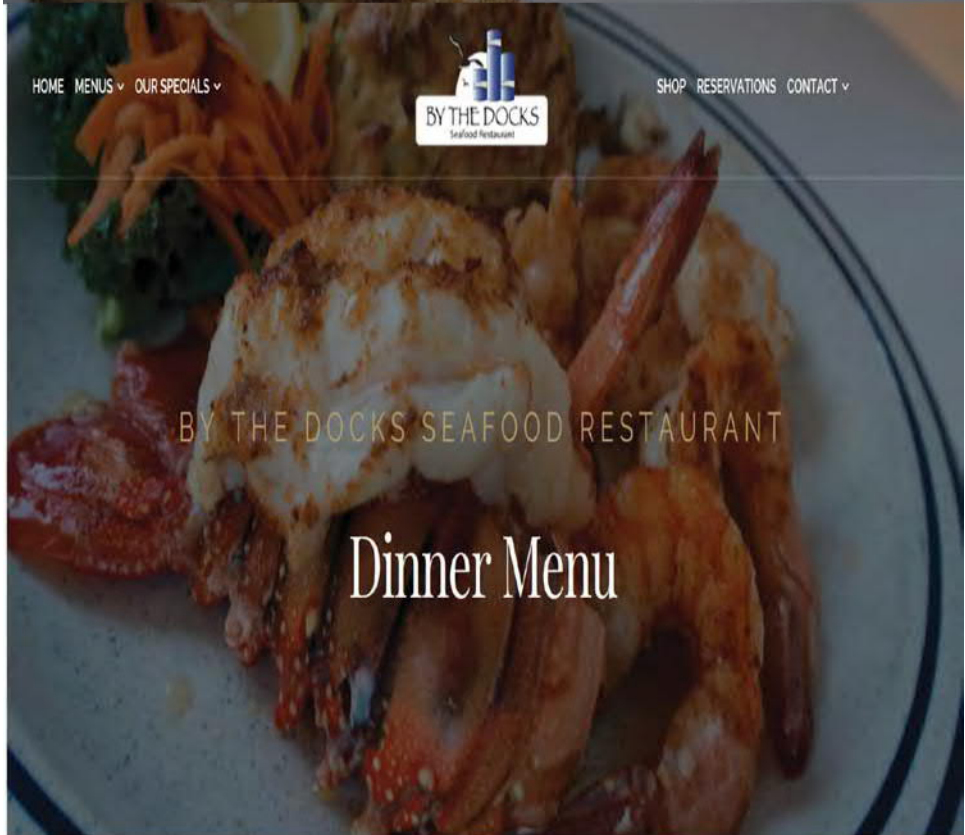 HOME MENUS OUR SPECIALS
BY THE DOCKS
Seafood Restaurant
SHOP RESERVATIONS CONTACT
BY THE DOCKS SEAFOOD RESTAURANT
Dinner Menu